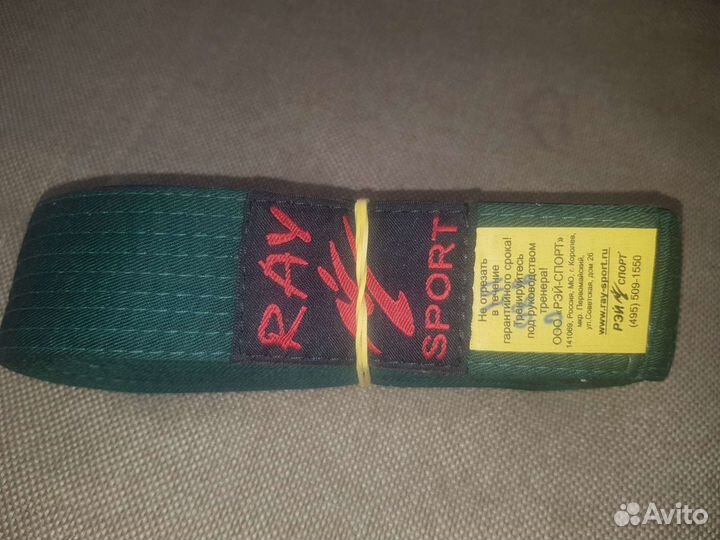 RAY
SPORT
Не отрезать
в течение
гарантийного срока!
Тренируйтесь
под руководством
тренера!
ООО «РЭЙ-СПОРТ»
141069, Россия, МО, г. Королев,
мкр. Первомайский,
ул.Советская, дом 26
www.ray-sport.ru
РЭЙ СПОРТ
(495) 509-1550
Avito